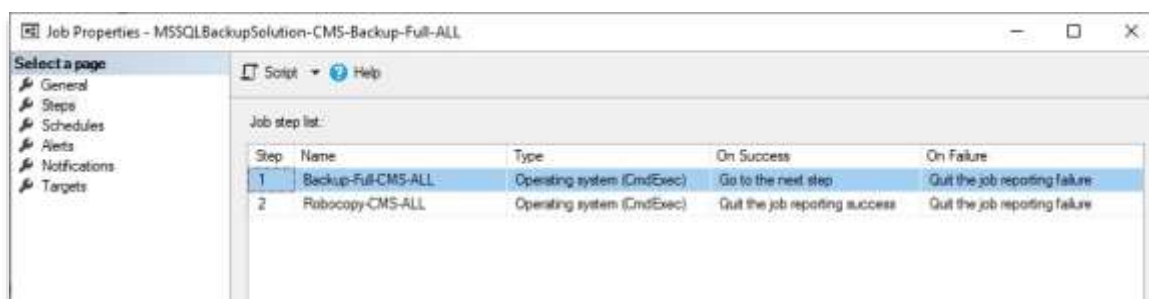 Job Properties - MSSQLBackupSolution-CMS-Backup-Full-ALL
Select a page
General
Steps
Schedules
Alerts
Notifications
Targets
Script Help
Job step list:
Step Name Type On Success On Failure
1 Backup-Full-CMS-ALL Operating system (CmdExec) Go to the next step Quit the job reporting failure
2 Robocopy-CMS-ALL Operating system (CmdExec) Quit the job reporting success Quit the job reporting failure